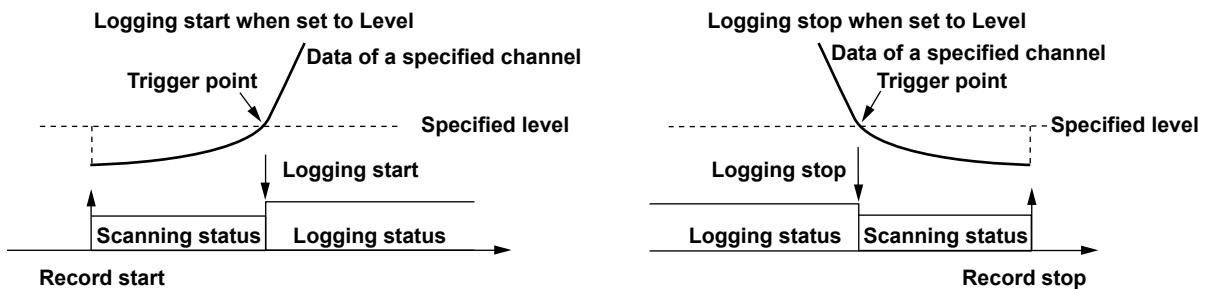 Logging start when set to Level
Data of a specified channel
Trigger point
Specified level
Logging start
Scanning status
Logging status
Record start
Logging stop when set to Level
Data of a specified channel
Trigger point
Specified level
Logging stop
Logging status
Scanning status
Record stop